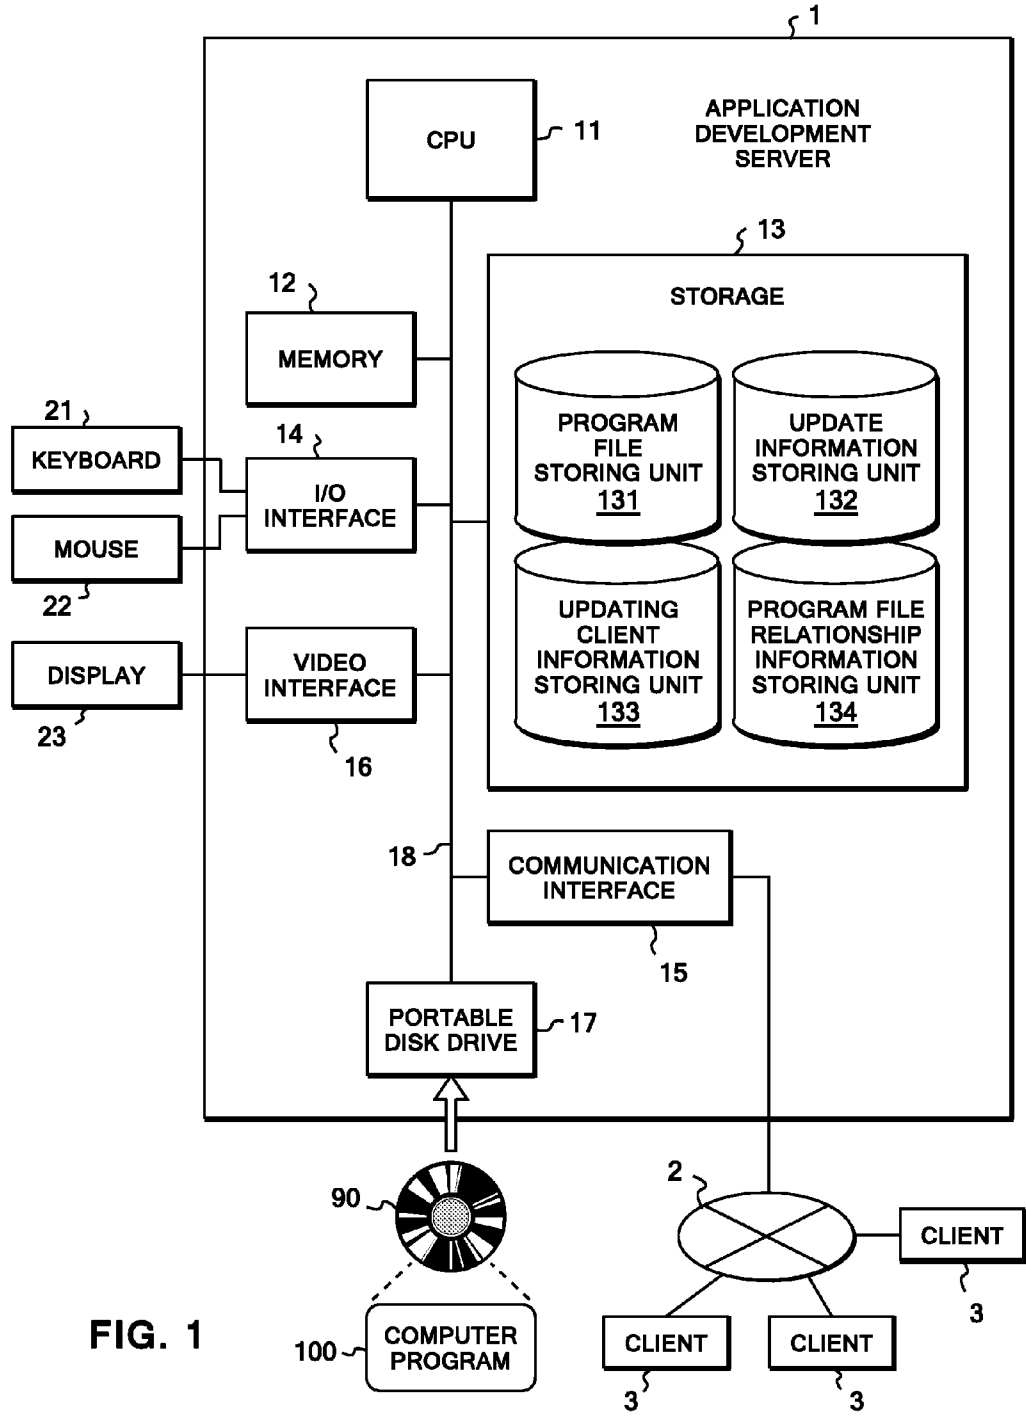 1
APPLICATION
DEVELOPMENT
SERVER
CPU
11
13
STORAGE
12
MEMORY
PROGRAM
FILE
STORING UNIT
131
UPDATE
INFORMATION
STORING UNIT
132
21
KEYBOARD
14
I/O
INTERFACE
MOUSE
22
UPDATING
CLIENT
INFORMATION
STORING UNIT
133
PROGRAM FILE
RELATIONSHIP
INFORMATION
STORING UNIT
134
DISPLAY
23
VIDEO
INTERFACE
16
18
COMMUNICATION
INTERFACE
15
PORTABLE
DISK DRIVE
17
90
2
CLIENT
3
COMPUTER
PROGRAM
100
CLIENT
3
CLIENT
3
FIG. 1